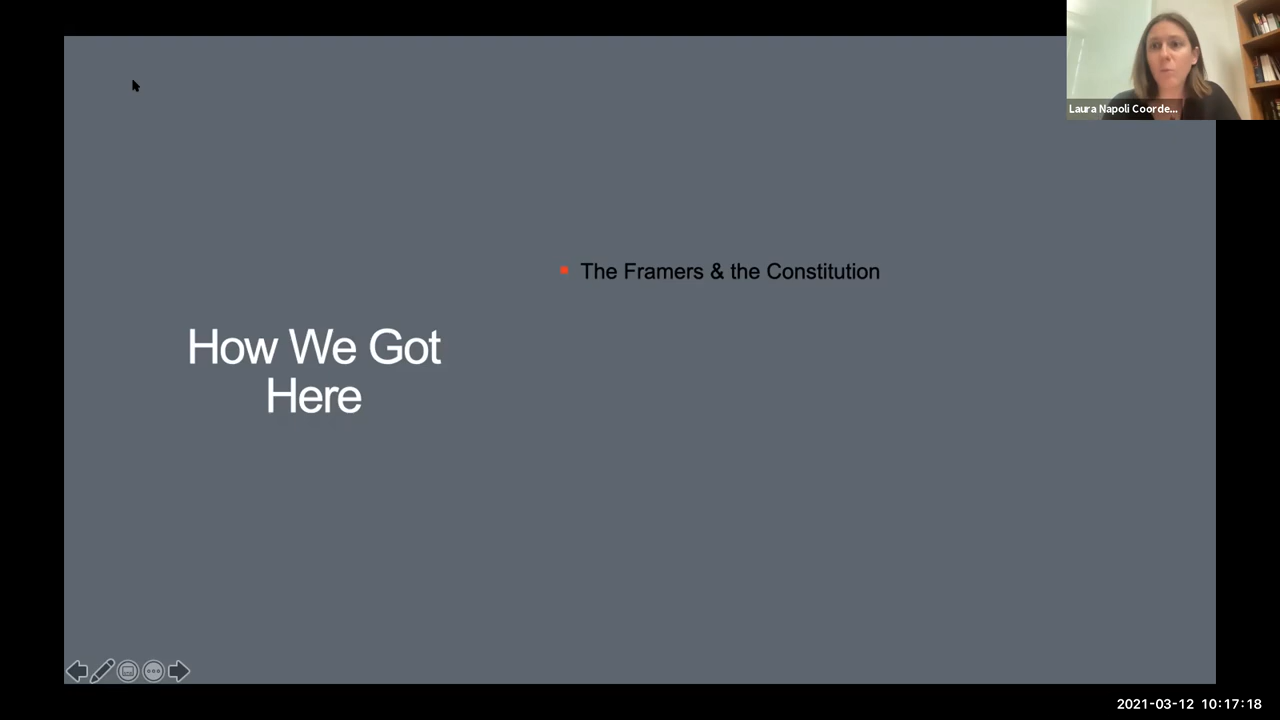 Laura Napoli Coorde...
The Framers & the Constitution
How We Got
Here
2021-03-12 10:17:18